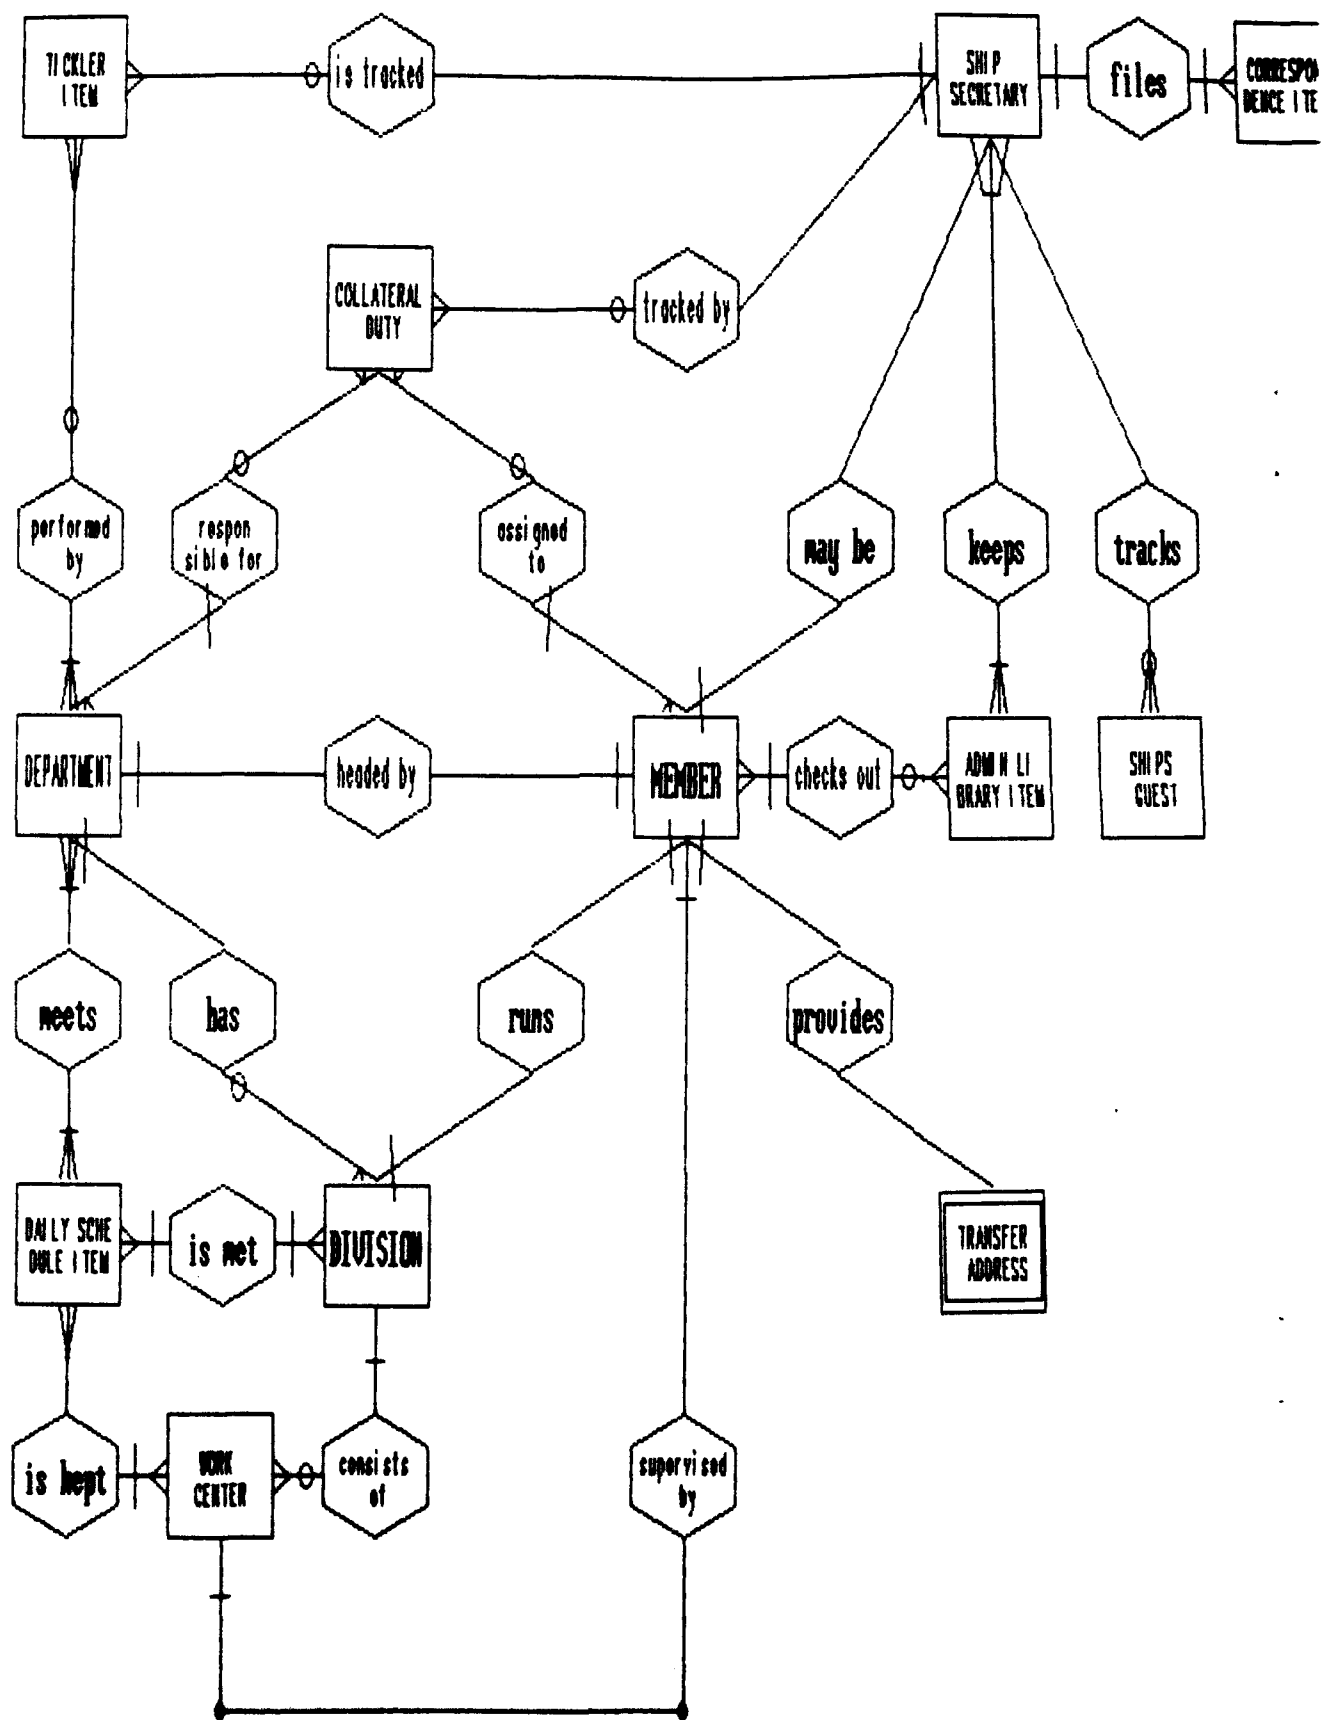 TICKLER
ITEM
is tracked
SHIP
SECRETARY
files
CORRESPON
DENCE ITE
COLLATERAL
DUTY
tracked by
performed
by
respon
sible for
assigned
to
may be
keeps
tracks
DEPARTMENT
headed by
MEMBER
checks out
ADMIN LI
BRARY ITEM
SHIPS
GUEST
meets
has
runs
provides
DAILY SCHE
DULE ITEM
is met
DIVISION
TRANSFER
ADDRESS
is kept
WORK
CENTER
consists
of
supervised
by